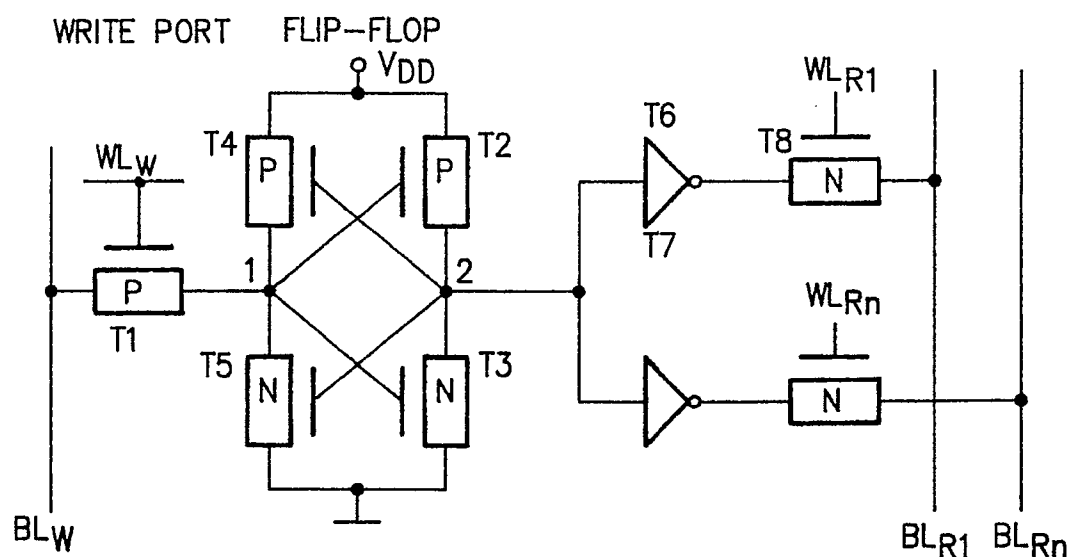 WRITE PORT FLIP-FLOP
VDD
WLR1
T6
T4
T2
T8
WLW
P
P
N
T7
1
2
P
WLRn
T1
T5
T3
N
N
N
BLW
BLR1
BLRn